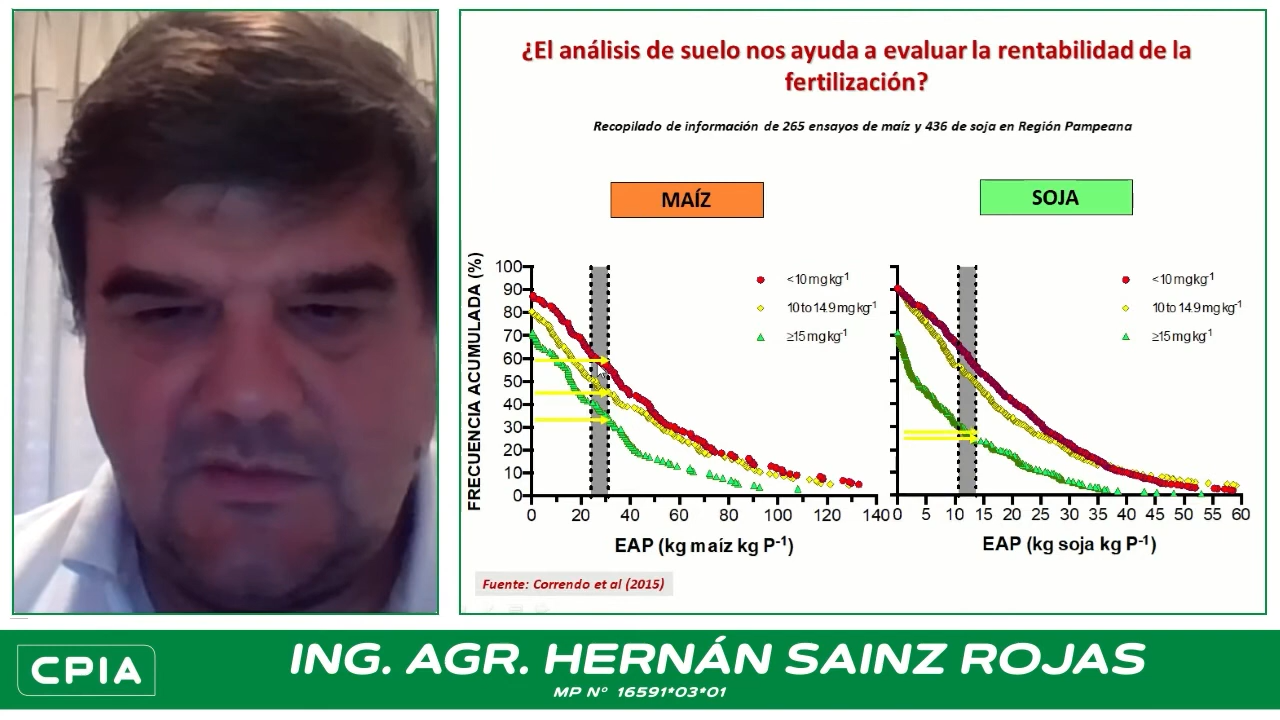 ¿El análisis de suelo nos ayuda a evaluar la rentabilidad de la
fertilización?
Recopilado de información de 265 ensayos de maíz y 436 de soja en Región Pampeana
MAÍZ
SOJA
FRECUENCIA ACUMULADA (%)
100
90
80
70
60
50
40
30
20
10
0
<10 mg kg-1
10 to 14.9 mg kg-1
≥15 mg kg-1
0 20 40 60 80 100 120 140
EAP (kg maíz kg P-1)
<10 mg kg-1
10 to 14.9 mg kg-1
≥15 mg kg-1
0 5 10 15 20 25 30 35 40 45 50 55 60
EAP (kg soja kg P-1)
Fuente: Correndo et al (2015)
CPIA
ING. AGR. HERNÁN SAINZ ROJAS
MP Nº 16591*03*01